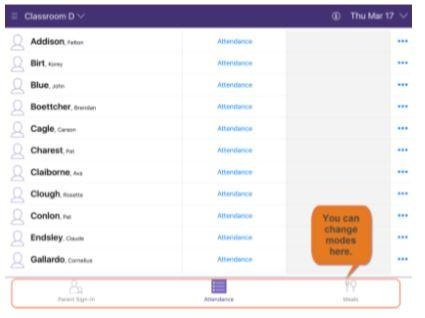 Classroom D Thu Mar 17
Addison, Felton Attendance
Birt, Korey Attendance
Blue, John Attendance
Boettcher, Brendan Attendance
Cagle, Carson Attendance
Charest, Pat Attendance
Claiborne, Ava Attendance
Clough, Rosetta Attendance
Conlon, Pat Attendance
Endsley, Claude Attendance
Gallardo, Cornelius Attendance
You can
change
modes
here.
Parent Sign-In Attendance Meals